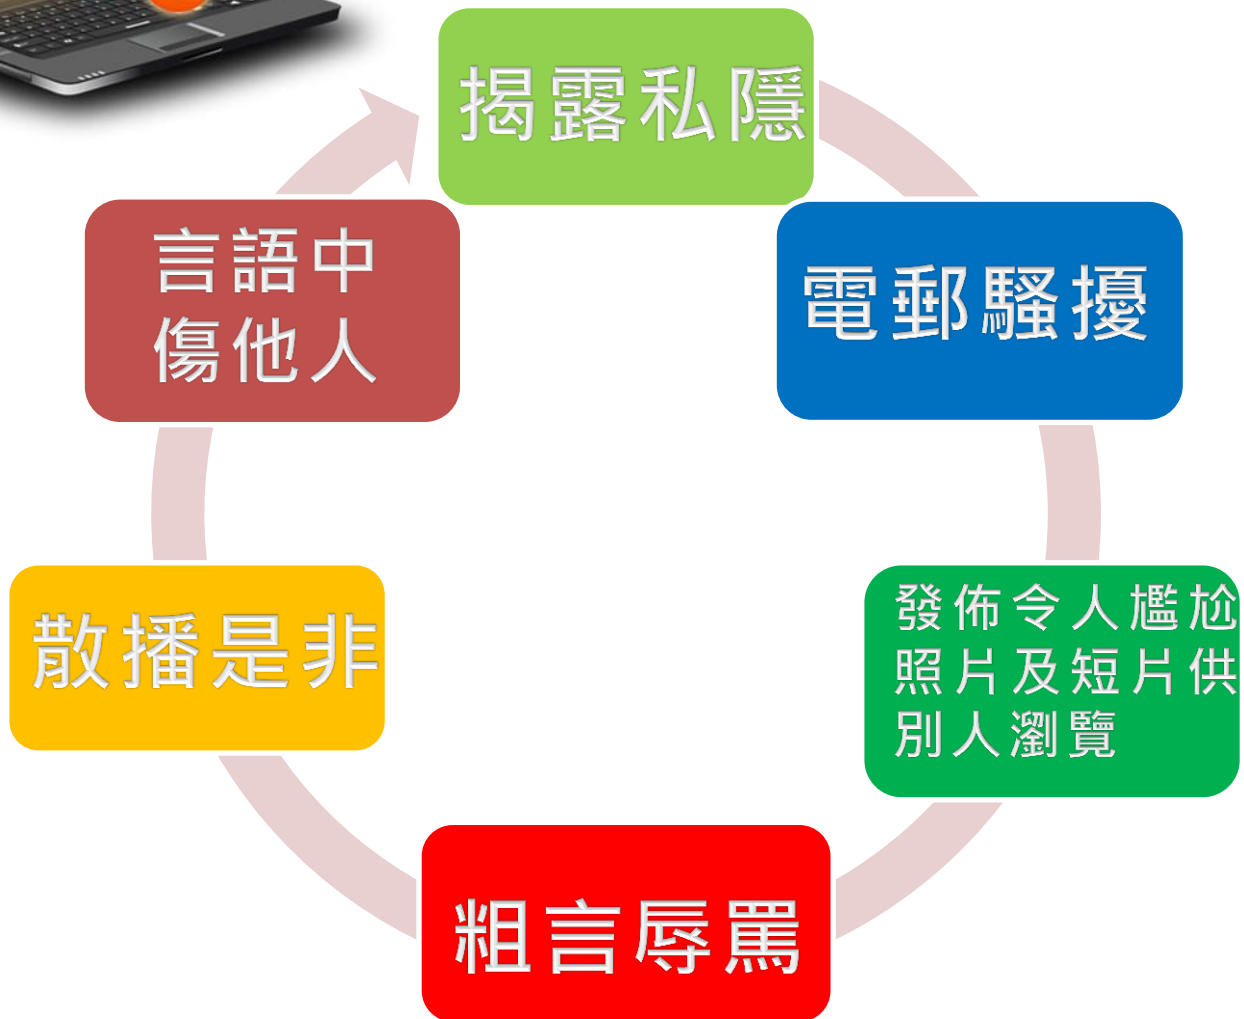 揭露私隱
電郵騷擾
發佈令人尷尬
照片及短片供
別人瀏覽
粗言辱罵
散播是非
言語中
傷他人